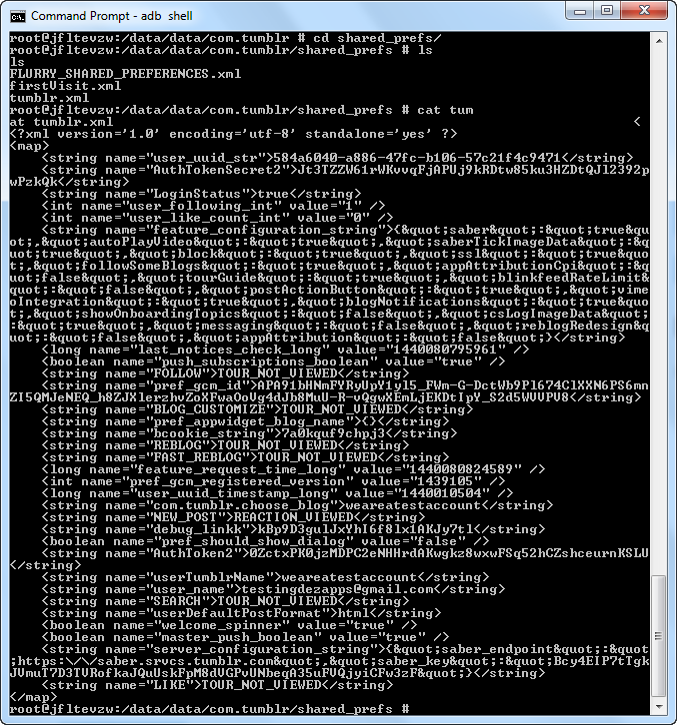 Command Prompt - adb  shell
root@jfltevzw:/data/data/com.tumblr # cd shared_prefs/
root@jfltevzw:/data/data/com.tumblr/shared_prefs # ls
ls
FLURRY_SHARED_PREFERENCES.xml
firstVisit.xml
tumblr.xml
root@jfltevzw:/data/data/com.tumblr/shared_prefs # cat tum
at tumblr.xml                                                                <
<?xml version='1.0' encoding='utf-8' standalone='yes' ?>
<map>
    <string name="user_uuid_str">584a6040-a886-47fc-b106-57c21f4c9471</string>
    <string name="AuthTokenSecret2">Jt3TZZW61rWKvvqFjAPUj9kRDtw85ku3HZDtQJl2392p
wPzkQk</string>
    <string name="LoginStatus">true</string>
    <int name="user_following_int" value="1" />
    <int name="user_like_count_int" value="0" />
    <string name="feature_configuration_string">{&quot;saber&quot;:&quot;true&qu
ot;,&quot;autoPlayVideo&quot;:&quot;true&quot;,&quot;saberTickImageData&quot;:&q
uot;true&quot;,&quot;block&quot;:&quot;true&quot;,&quot;ssl&quot;:&quot;true&quo
t;,&quot;followSomeBlogs&quot;:&quot;true&quot;,&quot;appAttributionCpi&quot;:&q
uot;false&quot;,&quot;tourGuide&quot;:&quot;true&quot;,&quot;blinkfeedRateLimit&
quot;:&quot;false&quot;,&quot;postActionButton&quot;:&quot;true&quot;,&quot;vime
oIntegration&quot;:&quot;true&quot;,&quot;blogNotifications&quot;:&quot;true&quo
t;,&quot;showOnboardingTopics&quot;:&quot;false&quot;,&quot;csLogImageData&quot;
:&quot;true&quot;,&quot;messaging&quot;:&quot;false&quot;,&quot;reblogRedesign&q
uot;:&quot;false&quot;,&quot;appAttribution&quot;:&quot;false&quot;}</string>
    <long name="last_notices_check_long" value="1440080795961" />
    <boolean name="push_subscriptions_boolean" value="true" />
    <string name="FOLLOW">TOUR_NOT_VIEWED</string>
    <string name="pref_gcm_id">APA91bHNmFYRyUpY1yl5_FWm-G-DctWb9Pl674ClXXN6PS6mn
ZI5QMJeNEQ_h8ZJXlerzhvZoXFwaOoVg4dJb8MuU-R-vQgwXEmLjEKDtIpY_S2d5WVVPV8</string>
    <string name="BLOG_CUSTOMIZE">TOUR_NOT_VIEWED</string>
    <string name="pref_appwidget_blog_name">{}</string>
    <string name="bcookie_string">7a0kquf9chpj3</string>
    <string name="REBLOG">TOUR_NOT_VIEWED</string>
    <string name="FAST_REBLOG">TOUR_NOT_VIEWED</string>
    <long name="feature_request_time_long" value="1440080824589" />
    <int name="pref_gcm_registered_version" value="1439105" />
    <long name="user_uuid_timestamp_long" value="1440010504" />
    <string name="com.tumblr.choose_blog">weareatestaccount</string>
    <string name="NEW_POST">REACTION_VIEWED</string>
    <string name="debug_linkk">kBp9D3gulJxYhI6f8lx1AKJy7tl</string>
    <boolean name="pref_should_show_dialog" value="false" />
    <string name="AuthToken2">0ZctxPK0jzMDPC2eNHHrdAKwgkz8wxwFSq52hCZshceurnKSLU
</string>
    <string name="userTumblrName">weareatestaccount</string>
    <string name="user_name">testingdezapps@gmail.com</string>
    <string name="SEARCH">TOUR_NOT_VIEWED</string>
    <string name="userDefaultPostFormat">html</string>
    <boolean name="welcome_spinner" value="true" />
    <boolean name="master_push_boolean" value="true" />
    <string name="server_configuration_string">{&quot;saber_endpoint&quot;:&quot
;https:\/\/saber.srvcs.tumblr.com&quot;,&quot;saber_key&quot;:&quot;Bcy4EIP7tTgk
JVmuT7D3TVRofkaJQuUskFpM8dVGPvUNbeqA35uFVQjyiCFw3zF&quot;}</string>
    <string name="LIKE">TOUR_NOT_VIEWED</string>
</map>
root@jfltevzw:/data/data/com.tumblr/shared_prefs #